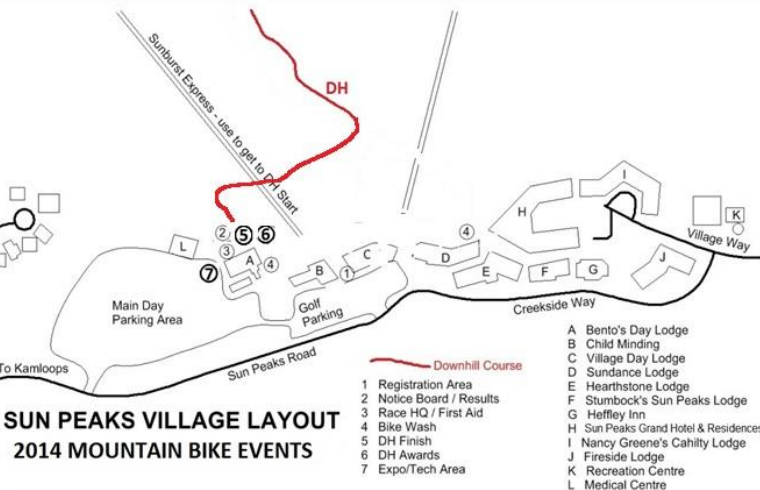 Sunburst Express - use to get to DH Start
DH
I
H
K
Village Way
2
5
6
4
L
3
A
4
7
B
1
C
D
E
F
G
J
Main Day
Parking Area
Golf
Parking
Creekside Way
To Kamloops
Sun Peaks Road
SUN PEAKS VILLAGE LAYOUT
2014 MOUNTAIN BIKE EVENTS
Downhill Course
1 Registration Area
2 Notice Board / Results
3 Race HQ / First Aid
4 Bike Wash
5 DH Finish
6 DH Awards
7 Expo/Tech Area
A Bento's Day Lodge
B Child Minding
C Village Day Lodge
D Sundance Lodge
E Hearthstone Lodge
F Stumbock's Sun Peaks Lodge
G Heffley Inn
H Sun Peaks Grand Hotel & Residences
I Nancy Greene's Cahilty Lodge
J Fireside Lodge
K Recreation Centre
L Medical Centre